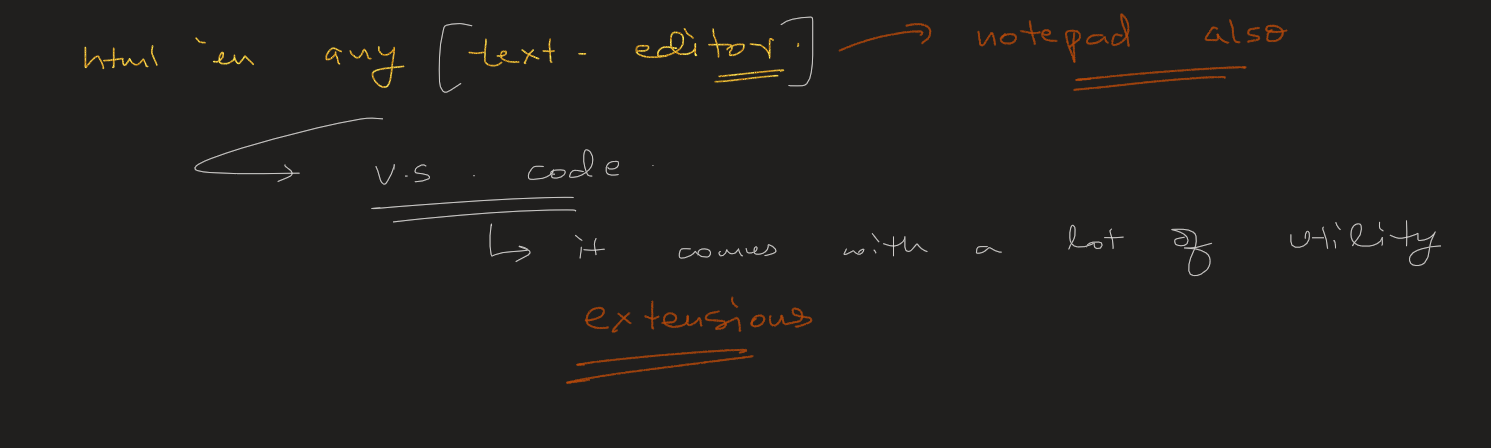 html in any [text - editor.] → notepad also
→ v.s. code.
↳ it comes with a lot of utility
extensions